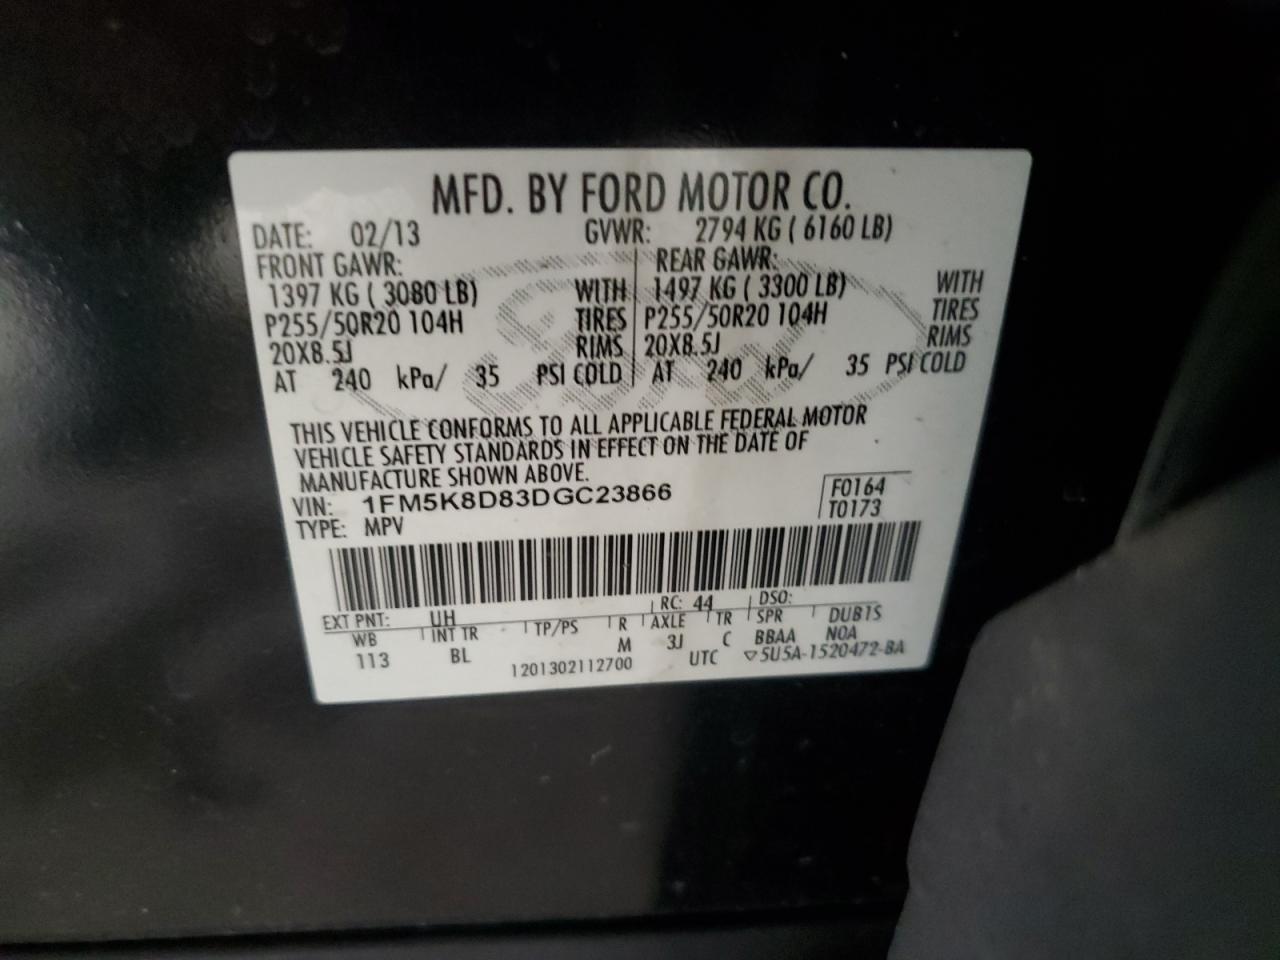 MFD. BY FORD MOTOR CO.
DATE: 02/13 GVWR: 2794 KG ( 6160 LB)
FRONT GAWR: REAR GAWR:
1397 KG ( 3080 LB) WITH 1497 KG ( 3300 LB) WITH
P255/50R20 104H TIRES P255/50R20 104H TIRES
20X8.5J RIMS 20X8.5J RIMS
AT 240 kPa/ 35 PSI COLD AT 240 kPa/ 35 PSI COLD
THIS VEHICLE CONFORMS TO ALL APPLICABLE FEDERAL MOTOR
VEHICLE SAFETY STANDARDS IN EFFECT ON THE DATE OF
MANUFACTURE SHOWN ABOVE.
VIN: 1FM5K8D83DGC23866 F0164
TYPE: MPV T0173
EXT PNT: UH RC: 44 DSO:
WB INT TR TP/PS R AXLE TR SPR DUB1S
113 BL M 3J C BBAA N0A
1201302112700 UTC ▽5U5A-1520472-BA
Ford